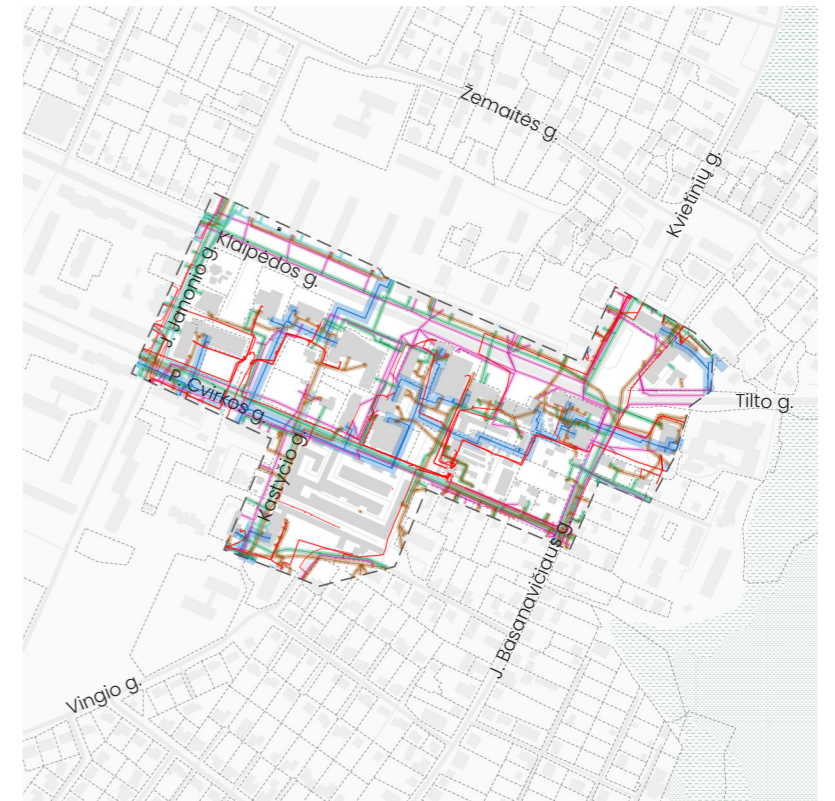 Žemaitės g.
Kvietinių g.
Klaipėdos g.
J. Janonio g.
P. Cvirkos g.
Tilto g.
Kastyčio g.
J. Basanavičiaus g.
Vingio g.